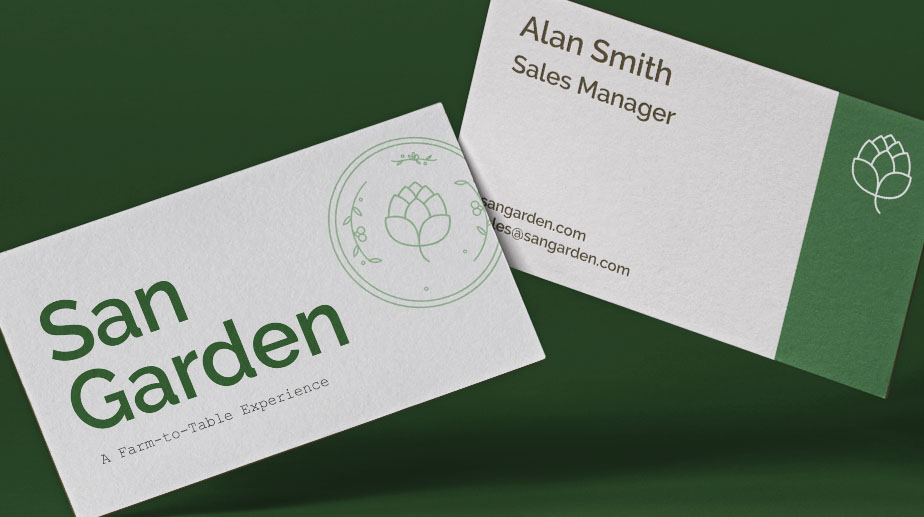 San
Garden
A Farm-to-Table Experience
Alan Smith
Sales Manager
sangarden.com
les@sangarden.com